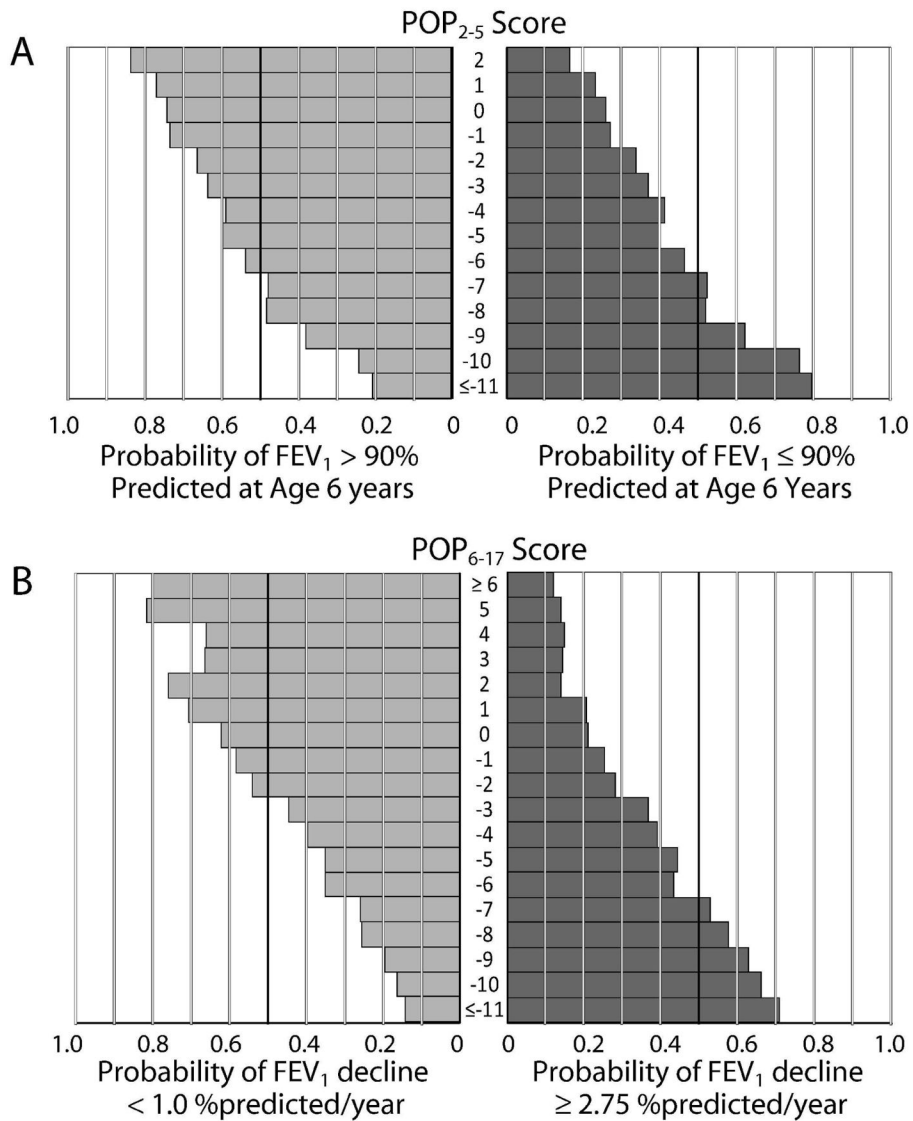 POP2-5 Score
A
2
1
0
-1
-2
-3
-4
-5
-6
-7
-8
-9
-10
≤-11
1.0 0.8 0.6 0.4 0.2 0
0 0.2 0.4 0.6 0.8 1.0
Probability of FEV1 > 90%
Predicted at Age 6 years
Probability of FEV1 ≤ 90%
Predicted at Age 6 Years
POP6-17 Score
B
≥ 6
5
4
3
2
1
0
-1
-2
-3
-4
-5
-6
-7
-8
-9
-10
≤-11
1.0 0.8 0.6 0.4 0.2 0
0 0.2 0.4 0.6 0.8 1.0
Probability of FEV1 decline
< 1.0 %predicted/year
Probability of FEV1 decline
≥ 2.75 %predicted/year